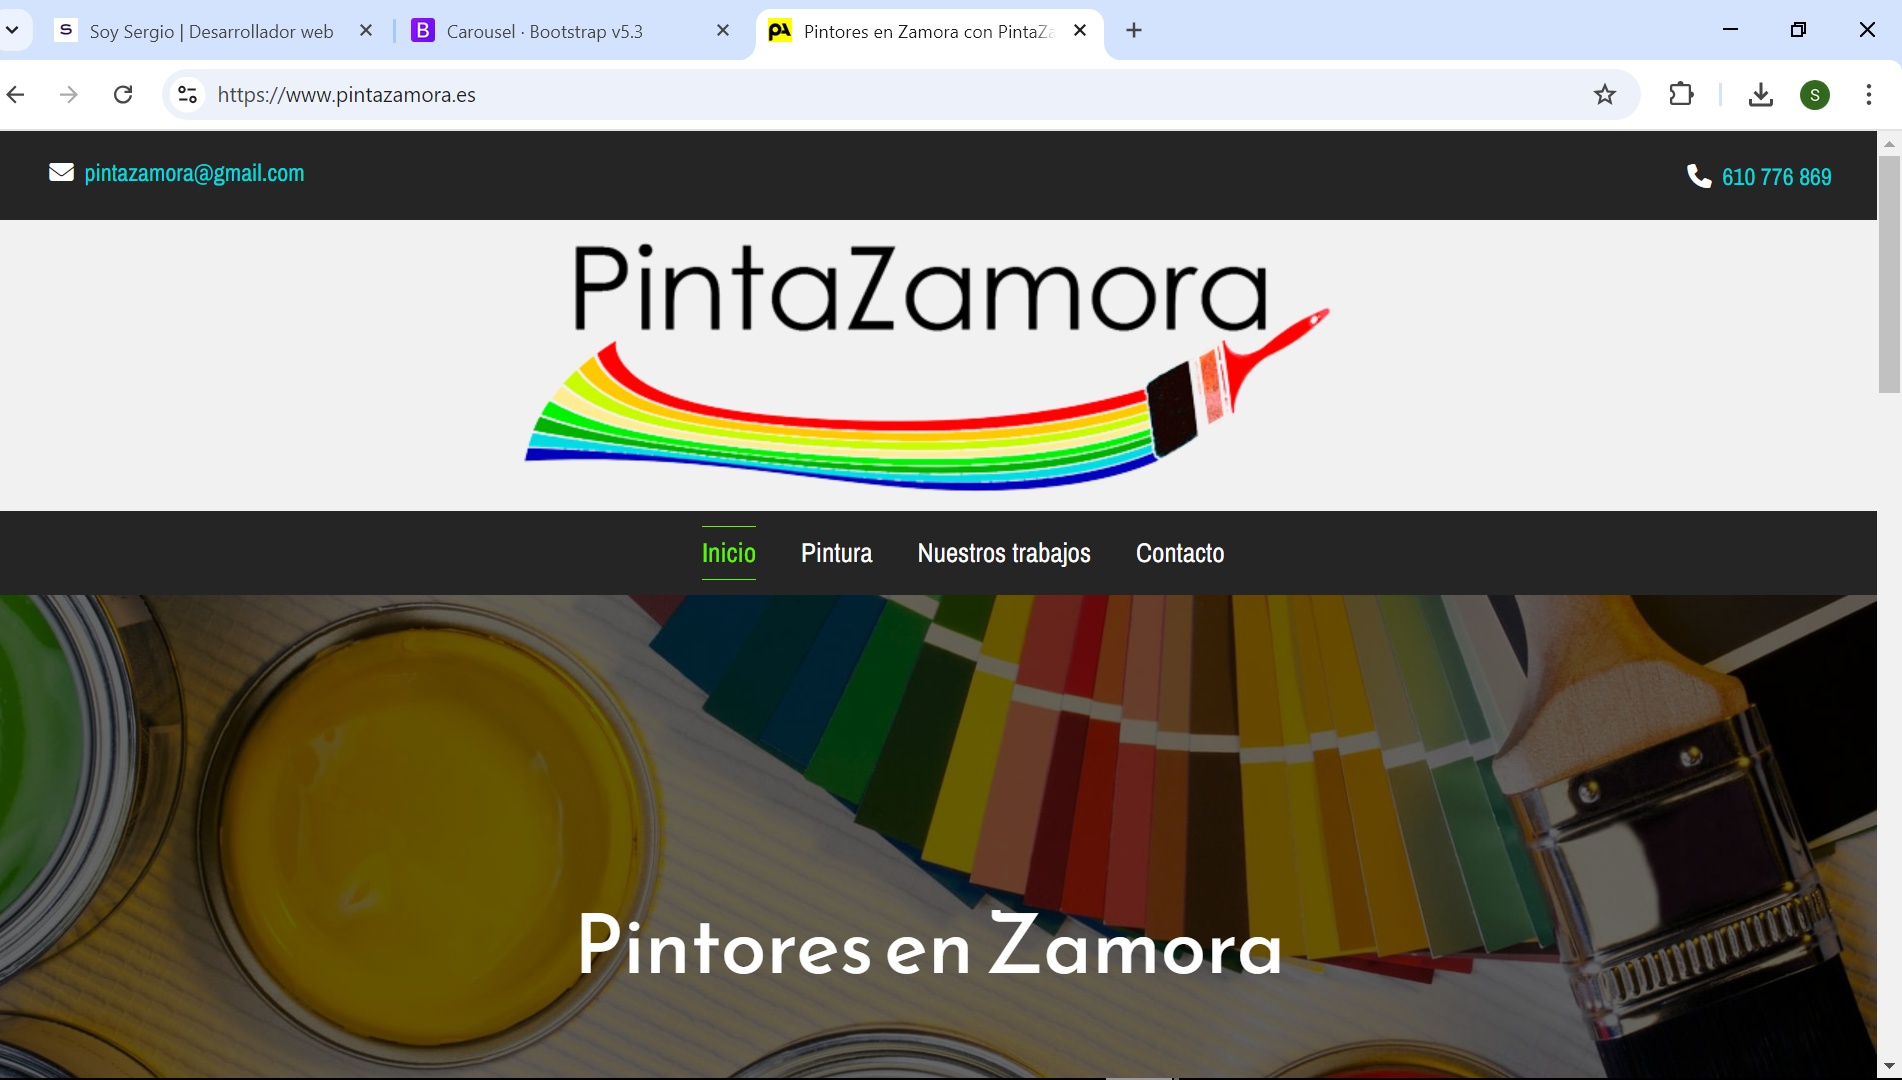 Soy Sergio | Desarrollador web
B Carousel · Bootstrap v5.3
Pintores en Zamora con PintaZa
https://www.pintazamora.es
S
pintazamora@gmail.com
610 776 869
PintaZamora
Inicio Pintura Nuestros trabajos Contacto
Pintores en Zamora